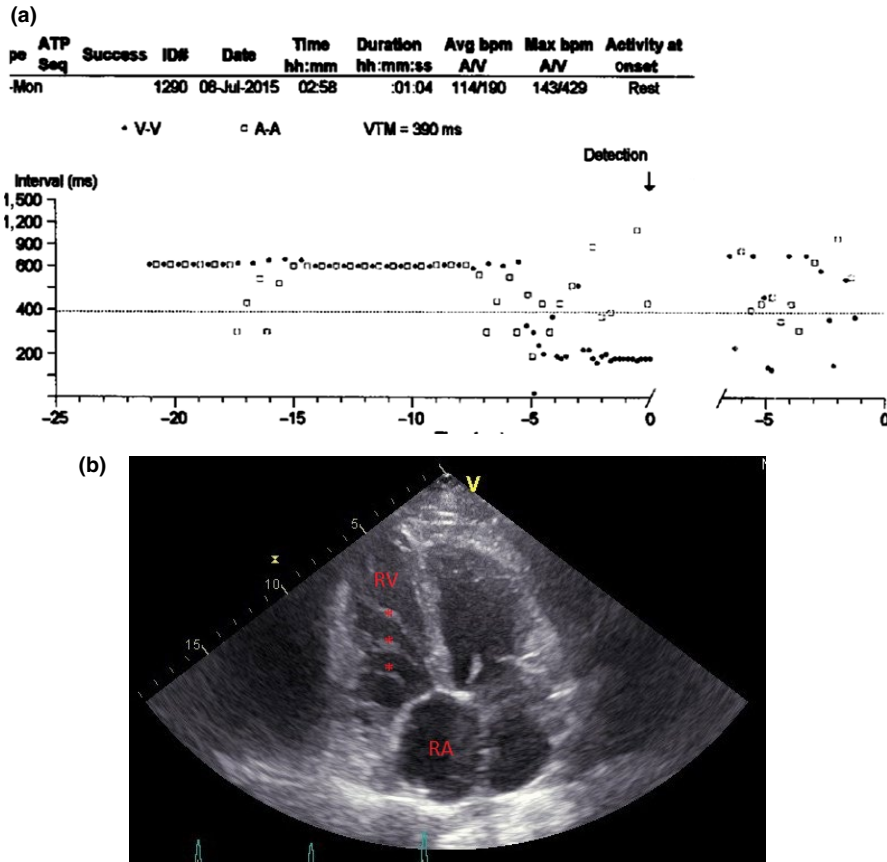 (a)
ATP Time Duration Avg bpm Max bpm Activity at
pe Seq Success ID# Date hh:mm hh:mm:ss A/V A/V onset
-Mon 1290 08-Jul-2015 02:58 :01:04 114/190 143/429 Rest
V-V A-A VTM = 390 ms
Detection
Interval (ms)
1,500
1,200
900
600
400
200
-25 -20 -15 -10 -5 0 -5 0
(b)
V
5
RV
10
*
*
15
*
RA